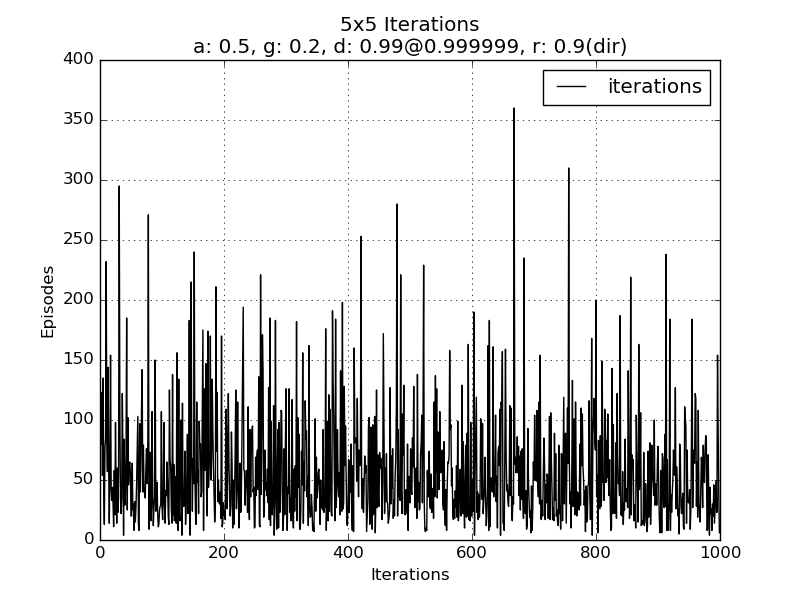 5x5 Iterations
a: 0.5, g: 0.2, d: 0.99@0.999999, r: 0.9(dir)
iterations
400
350
300
250
200
150
100
50
0
Episodes
0 200 400 600 800 1000
Iterations